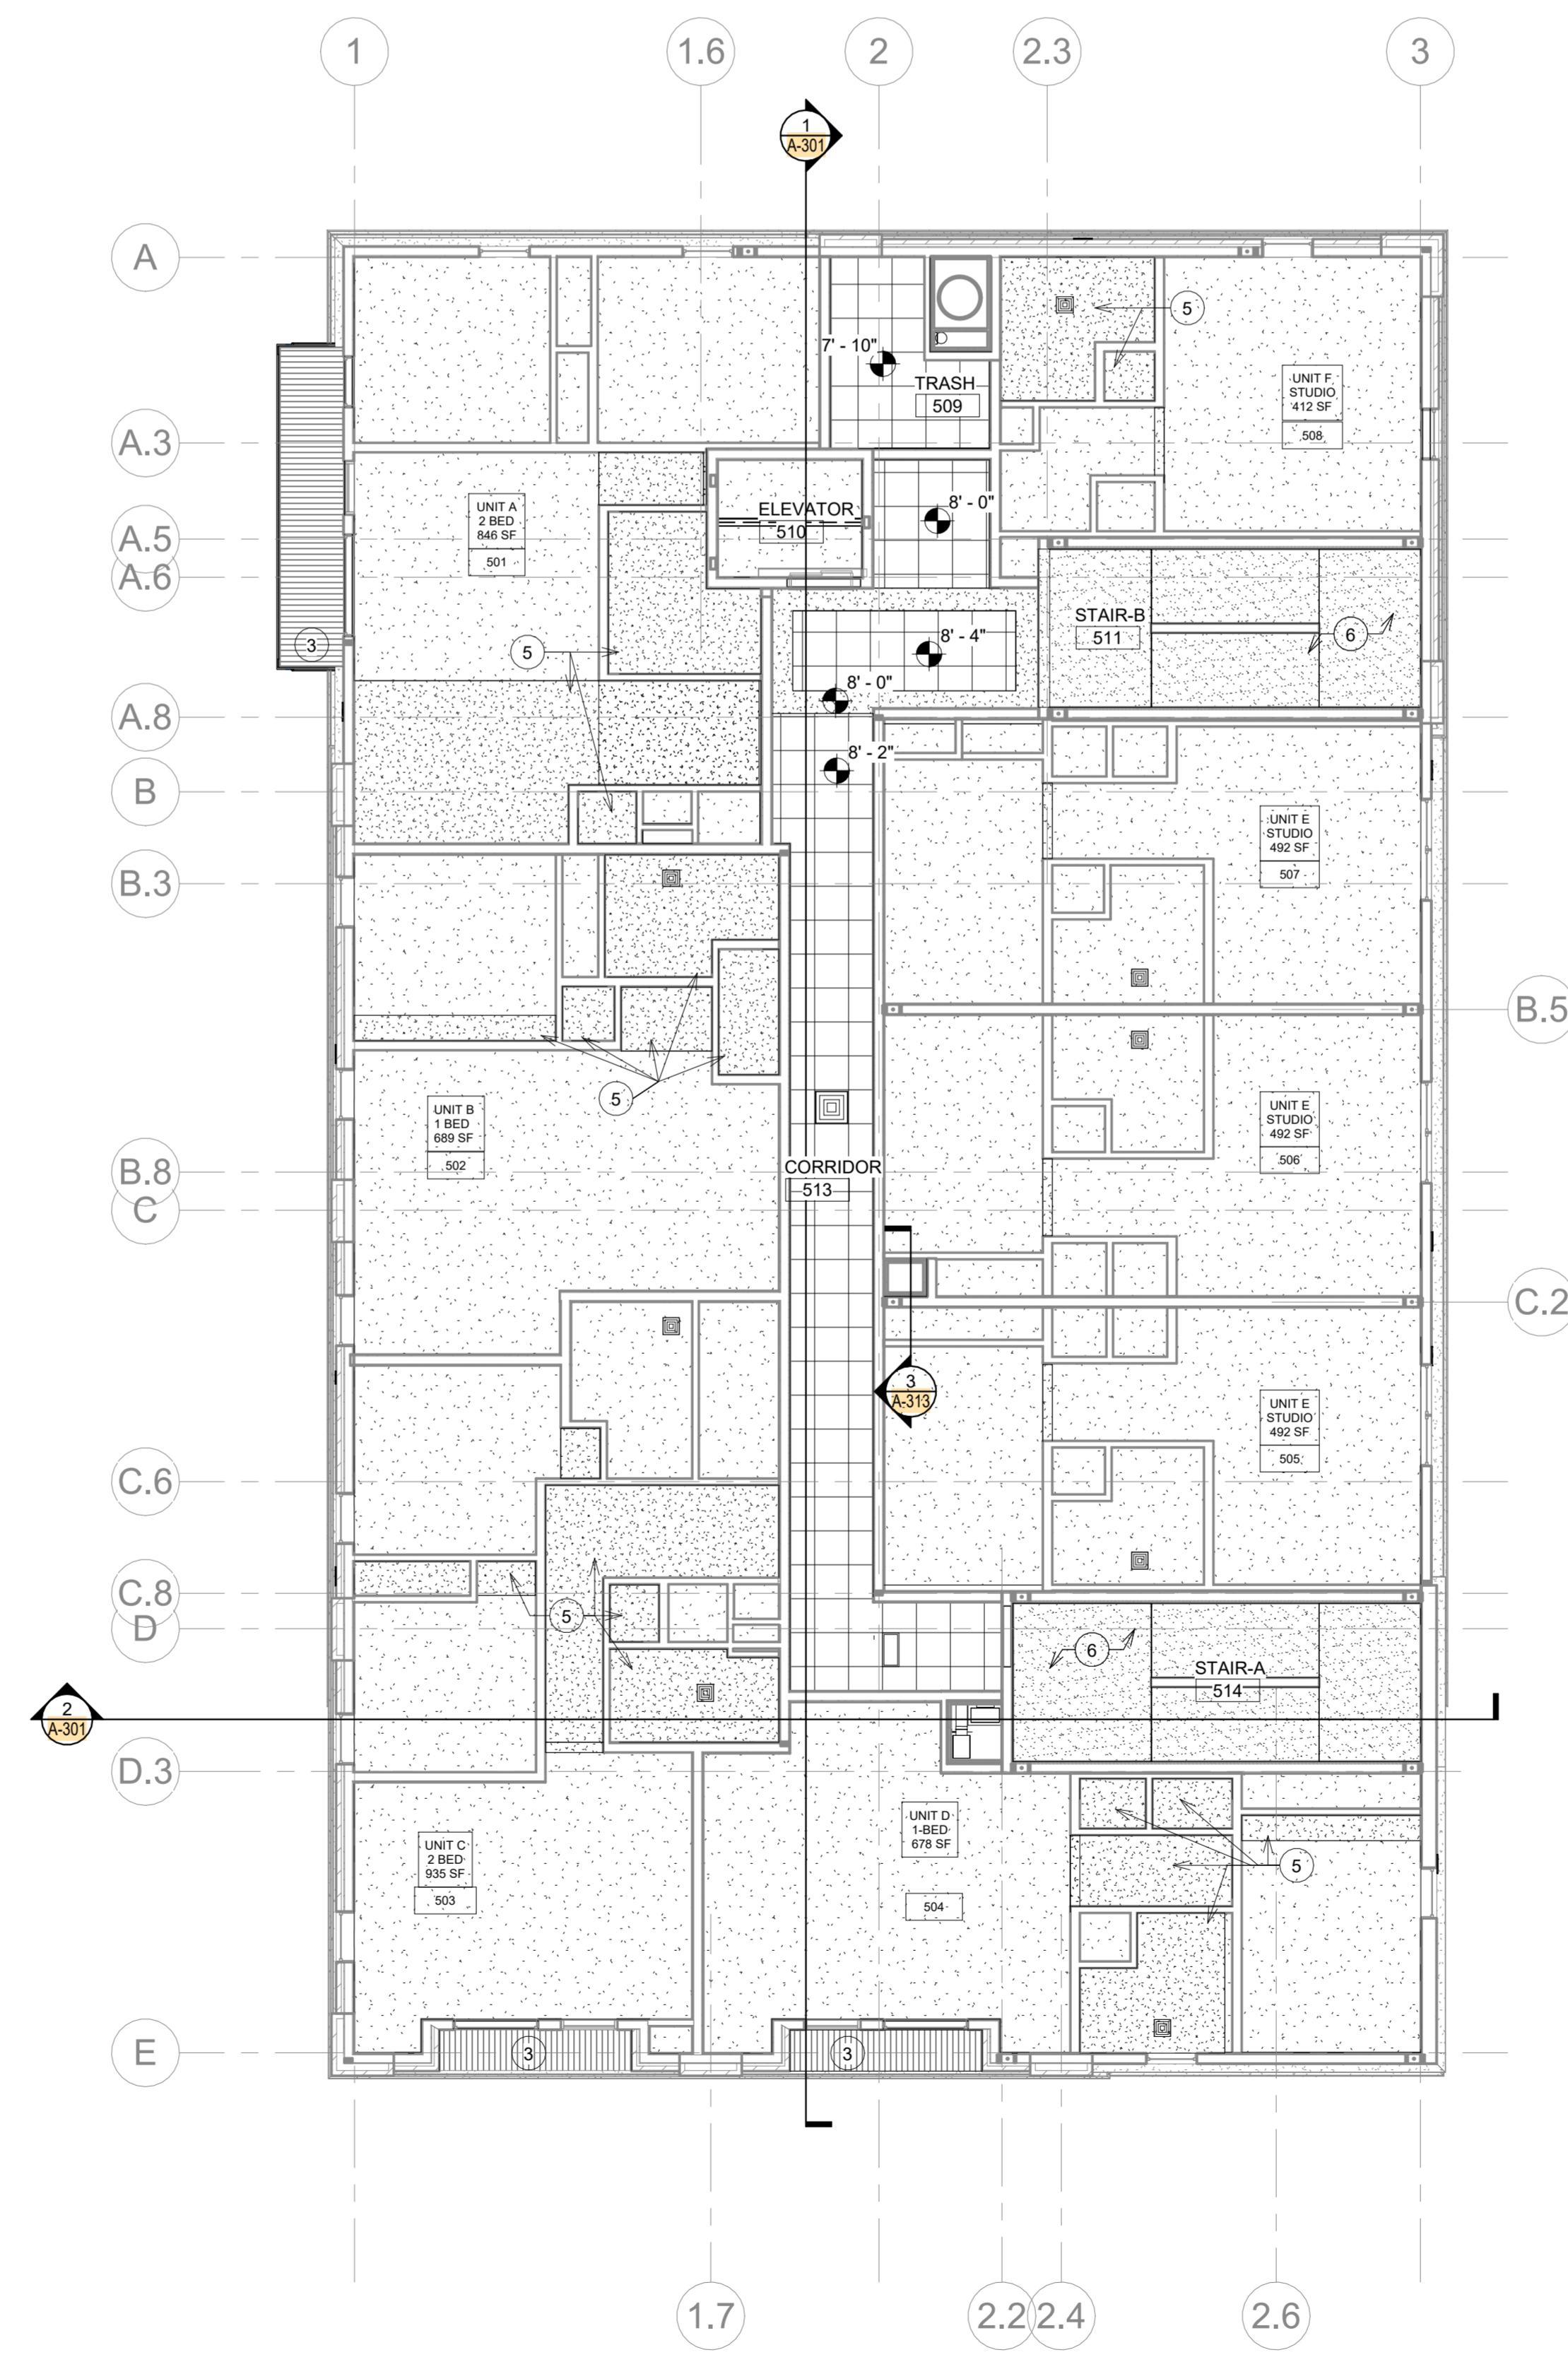 1
1.6
2
2.3
3
1
A-301
A
7' - 10"
TRASH
509
5
UNIT F
STUDIO
412 SF
508
A.3
UNIT A
2 BED
846 SF
501
ELEVATOR
510
8' - 0"
A.5
A.6
STAIR-B
511
6
3
5
8' - 4"
8' - 0"
A.8
8' - 2"
B
UNIT E
STUDIO
492 SF
507
B.3
B.5
5
UNIT B
1 BED
689 SF
502
UNIT E
STUDIO
492 SF
506
B.8
C
CORRIDOR
513
C.2
3
A-313
UNIT E
STUDIO
492 SF
505
C.6
C.8
D
5
6
STAIR-A
514
2
A-301
D.3
UNIT C
2 BED
935 SF
503
UNIT D
1-BED
678 SF
504
5
E
3
3
1.7
2.2
2.4
2.6